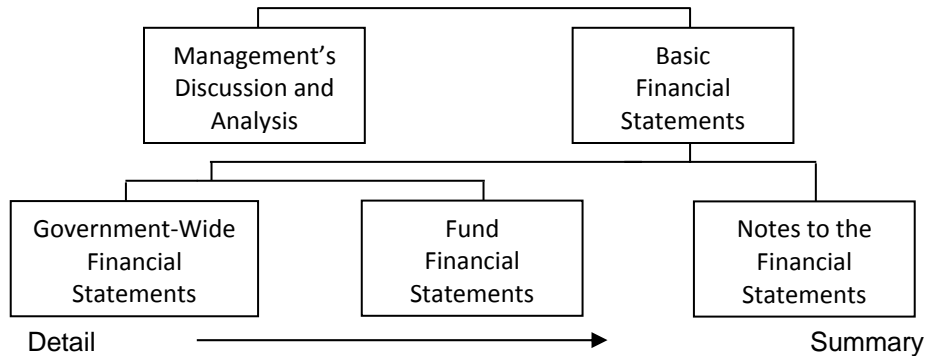 Management’s
Discussion and
Analysis
Basic
Financial
Statements
Government-Wide
Financial
Statements
Fund
Financial
Statements
Notes to the
Financial
Statements
Detail
Summary